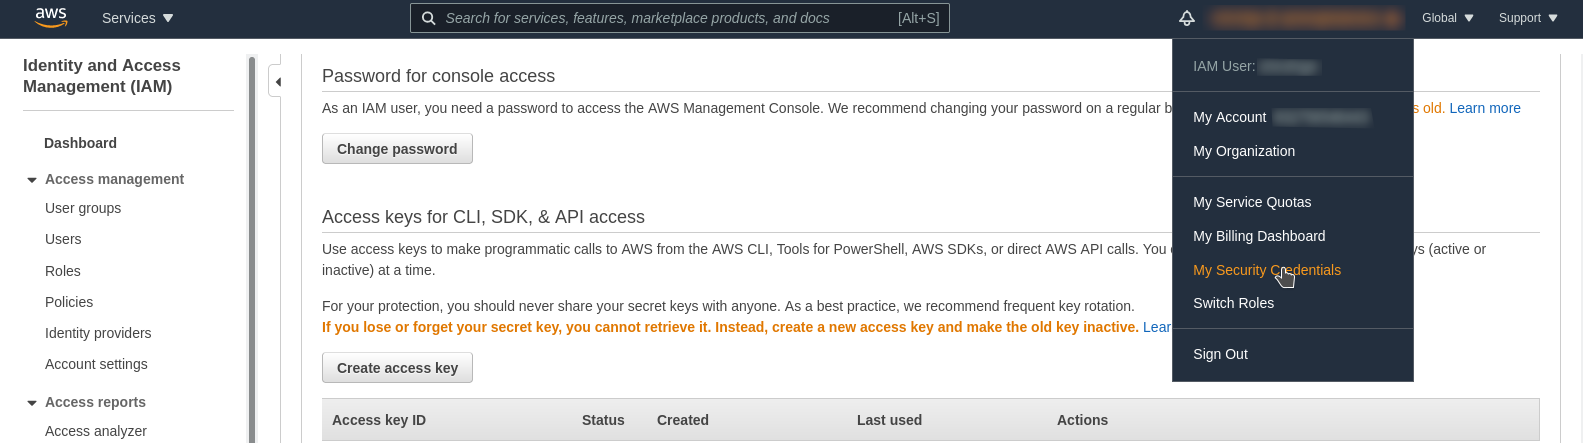 aws
Services
Search for services, features, marketplace products, and docs
[Alt+S]
Global
Support
Identity and Access
Management (IAM)
Dashboard
Access management
User groups
Users
Roles
Policies
Identity providers
Account settings
Access reports
Access analyzer
Password for console access
As an IAM user, you need a password to access the AWS Management Console. We recommend changing your password on a regular
old. Learn more
Change password
Access keys for CLI, SDK, & API access
Use access keys to make programmatic calls to AWS from the AWS CLI, Tools for PowerShell, AWS SDKs, or direct AWS API calls. You
(active or
inactive) at a time.
For your protection, you should never share your secret keys with anyone. As a best practice, we recommend frequent key rotation.
If you lose or forget your secret key, you cannot retrieve it. Instead, create a new access key and make the old key inactive.
Create access key
Access key ID
Status
Created
Last used
Actions
IAM User:
My Account
My Organization
My Service Quotas
My Billing Dashboard
My Security Credentials
Switch Roles
Sign Out